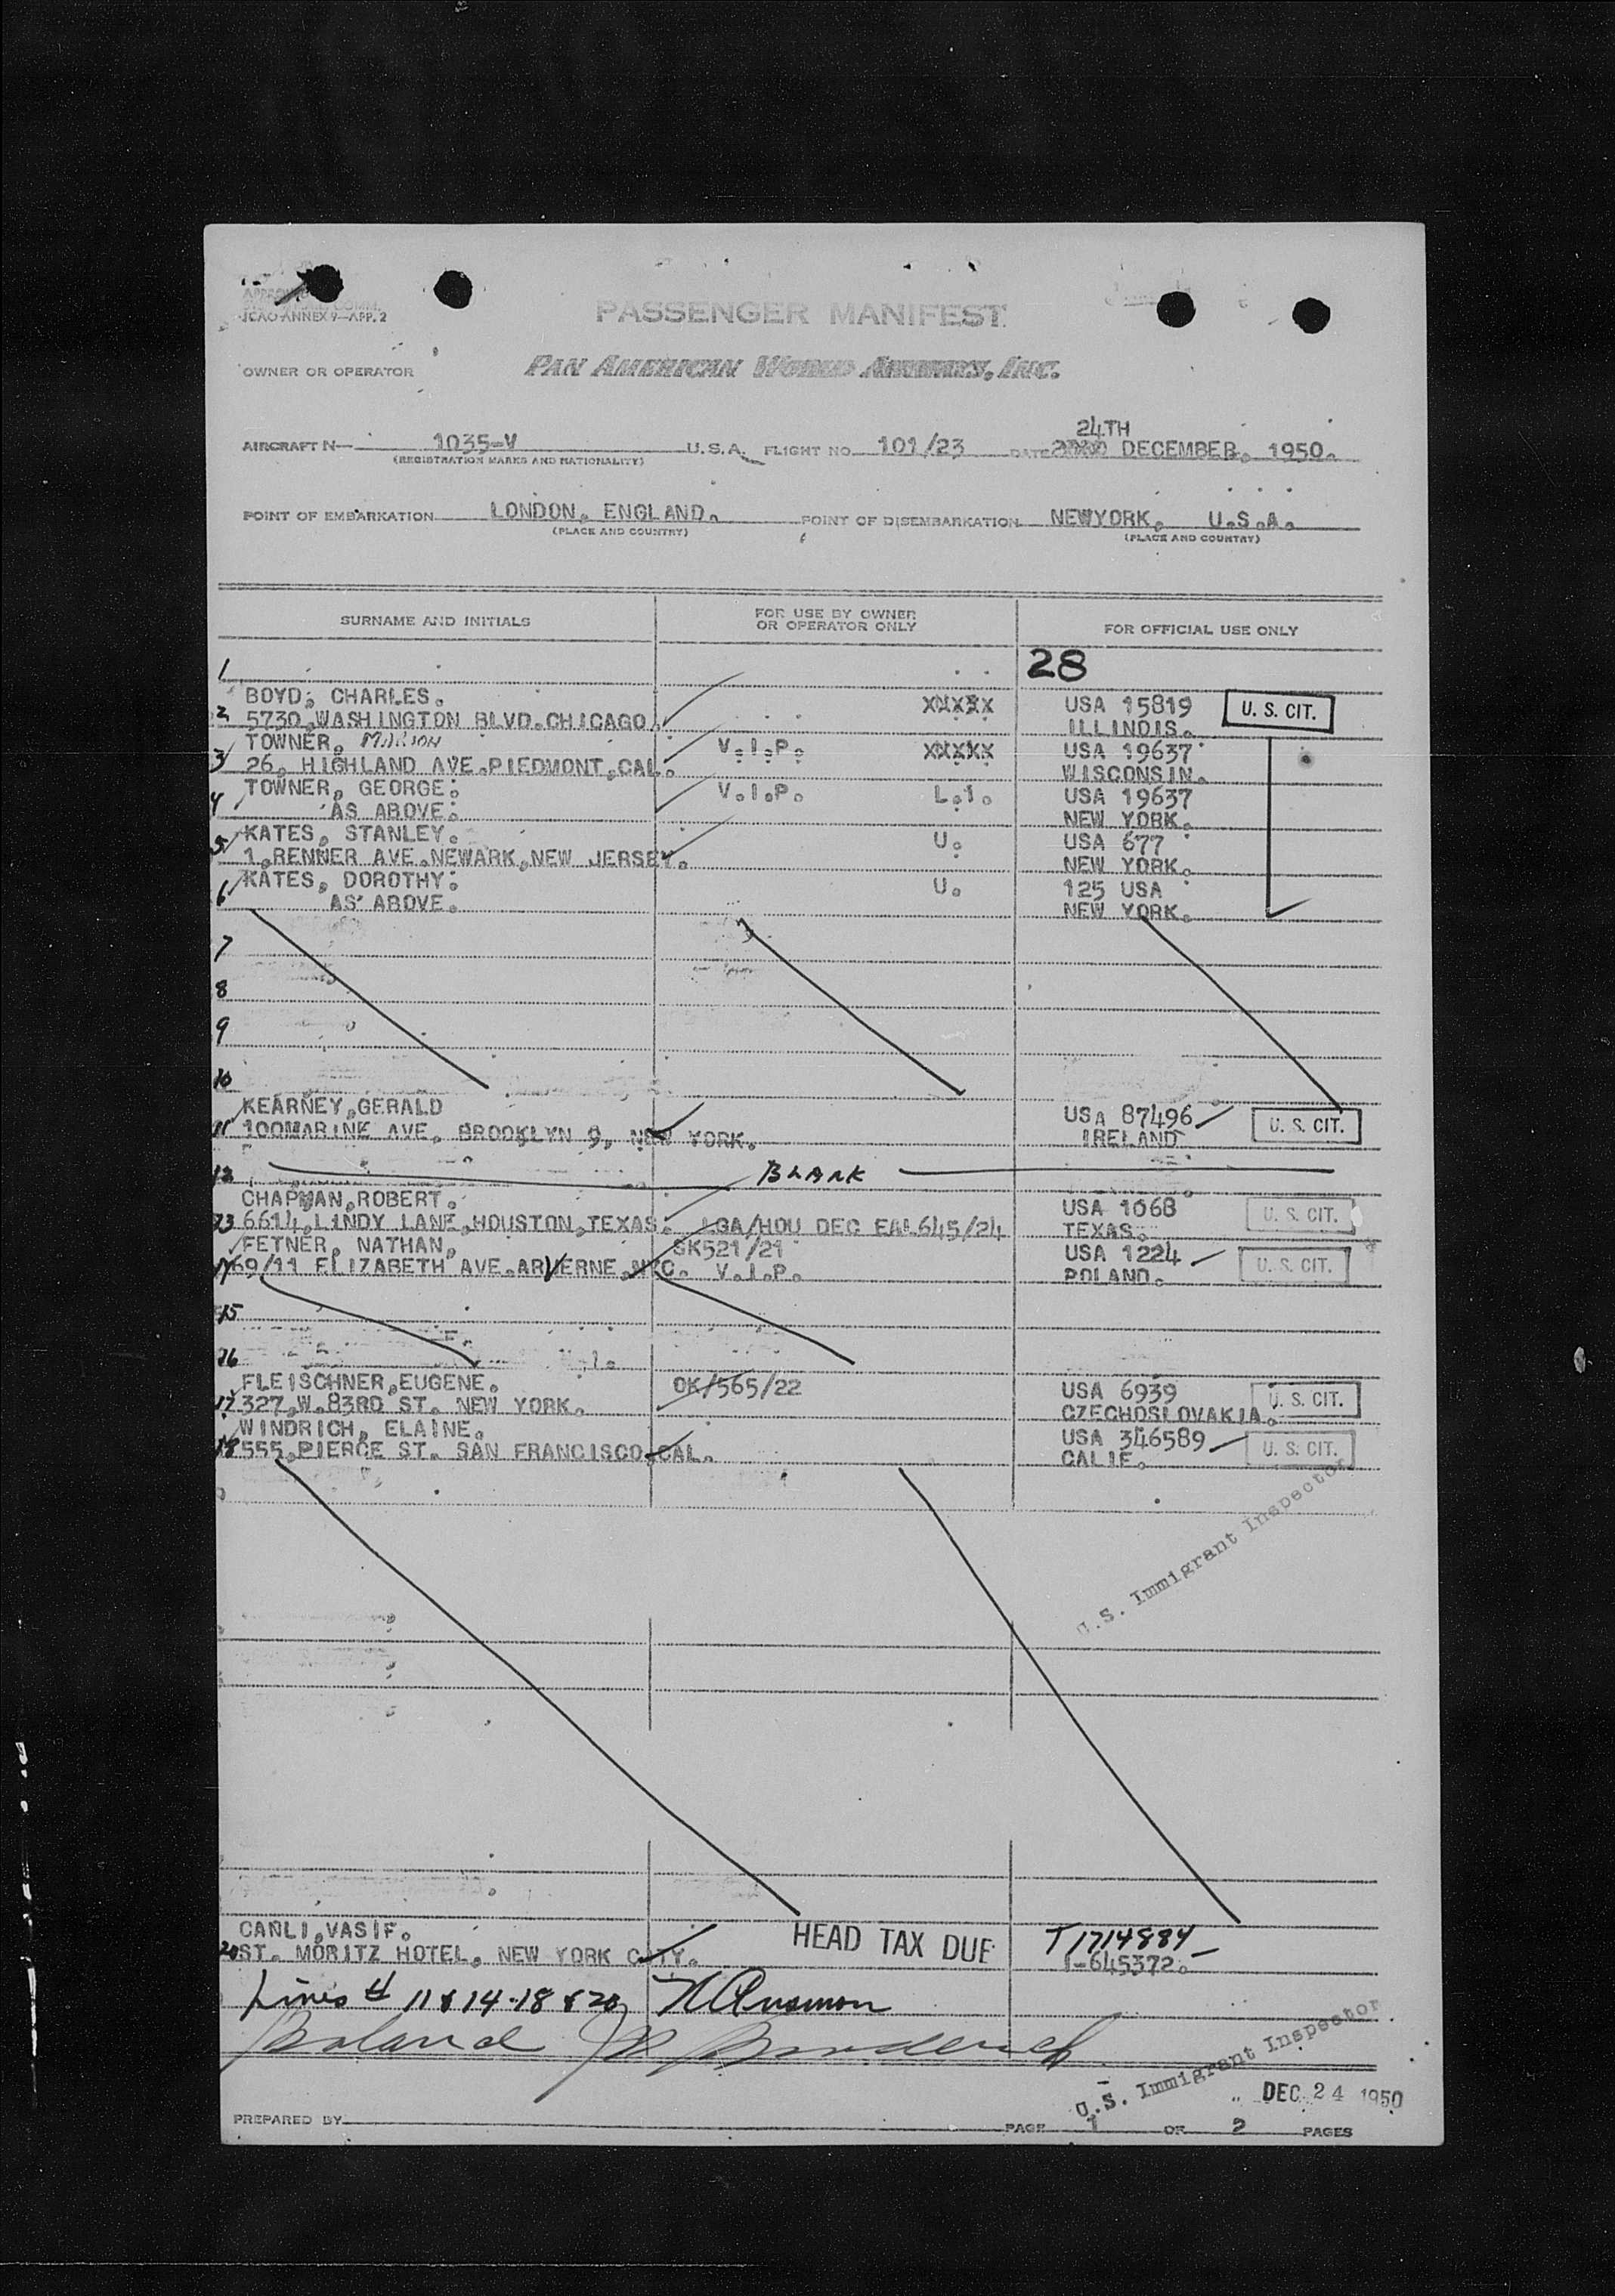 ICAO ANNEX 9—APP. 2
PASSENGER MANIFEST
OWNER OR OPERATOR
PAN AMERICAN WORLD AIRWAYS, INC.
24TH
AIRCRAFT N— 1035-V U.S.A. FLIGHT NO. 101/23 DATE DECEMBER. 1950.
(REGISTRATION MARKS AND NATIONALITY)
POINT OF EMBARKATION LONDON. ENGLAND. POINT OF DISEMBARKATION NEWYORK. U.S.A.
(PLACE AND COUNTRY) (PLACE AND COUNTRY)
SURNAME AND INITIALS FOR USE BY OWNER OR OPERATOR ONLY FOR OFFICIAL USE ONLY
1 28
BOYD, CHARLES. XXXXX USA 15819 U. S. CIT.
2 5730,WASHINGTON BLVD.CHICAGO. ILLINOIS.
TOWNER, MARION V.I.P. XXXXX USA 19637
3 26, HIGHLAND AVE.PIEDMONT,CAL. WISCONSIN.
TOWNER, GEORGE. V.I.P. L.I. USA 19637
4 AS ABOVE. NEW YORK.
KATES, STANLEY. U. USA 677
5 1,RENNER AVE.NEWARK,NEW JERSEY. NEW YORK.
KATES, DOROTHY. U. 125 USA
6 AS ABOVE. NEW YORK.
7
8
9
10
KEARNEY,GERALD USA 87496 U. S. CIT.
11 100MARINE AVE. BROOKLYN 9, NEW YORK. IRELAND
12 BLANK
CHAPMAN,ROBERT. USA 1068 U. S. CIT.
13 6614,LINDY LANE,HOUSTON,TEXAS. LGA/HOU DEC EAL645/24 TEXAS.
FETNER, NATHAN, SK521/21 USA 1224 U. S. CIT.
14 69/11 ELIZABETH AVE.ARVERNE.NYC. V.I.P. POLAND.
15
16
FLEISCHNER,EUGENE. OK/565/22 USA 6939 U. S. CIT.
17 327,W.83RD ST. NEW YORK. CZECHOSLOVAKIA.
WINDRICH, ELAINE. USA 346589 U. S. CIT.
18 555,PIERCE ST. SAN FRANCISCO,CAL. CALIF.
U.S. Immigrant Inspector
CANLI,VASIF. HEAD TAX DUE T1714884
20 ST. MORITZ HOTEL, NEW YORK CITY. I-645372.
Lines # 11 & 14-18 & 20
U.S. Immigrant Inspector
DEC 24 1950
PREPARED BY PAGE 1 OF 2 PAGES